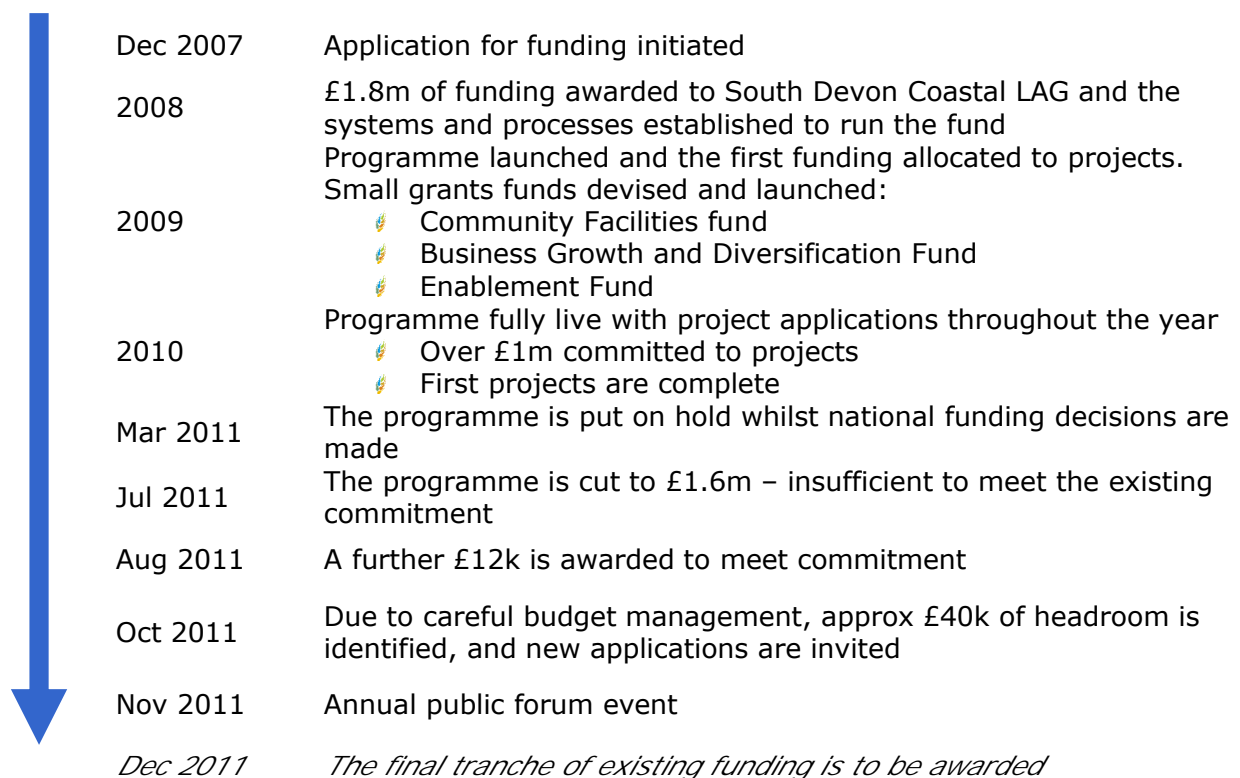 Dec 2007 Application for funding initiated
2008 £1.8m of funding awarded to South Devon Coastal LAG and the
systems and processes established to run the fund
Programme launched and the first funding allocated to projects.
Small grants funds devised and launched:
2009
Community Facilities fund
Business Growth and Diversification Fund
Enablement Fund
Programme fully live with project applications throughout the year
2010
Over £1m committed to projects
First projects are complete
Mar 2011 The programme is put on hold whilst national funding decisions are
made
Jul 2011 The programme is cut to £1.6m – insufficient to meet the existing
commitment
Aug 2011 A further £12k is awarded to meet commitment
Oct 2011 Due to careful budget management, approx £40k of headroom is
identified, and new applications are invited
Nov 2011 Annual public forum event
Dec 2011 The final tranche of existing funding is to be awarded